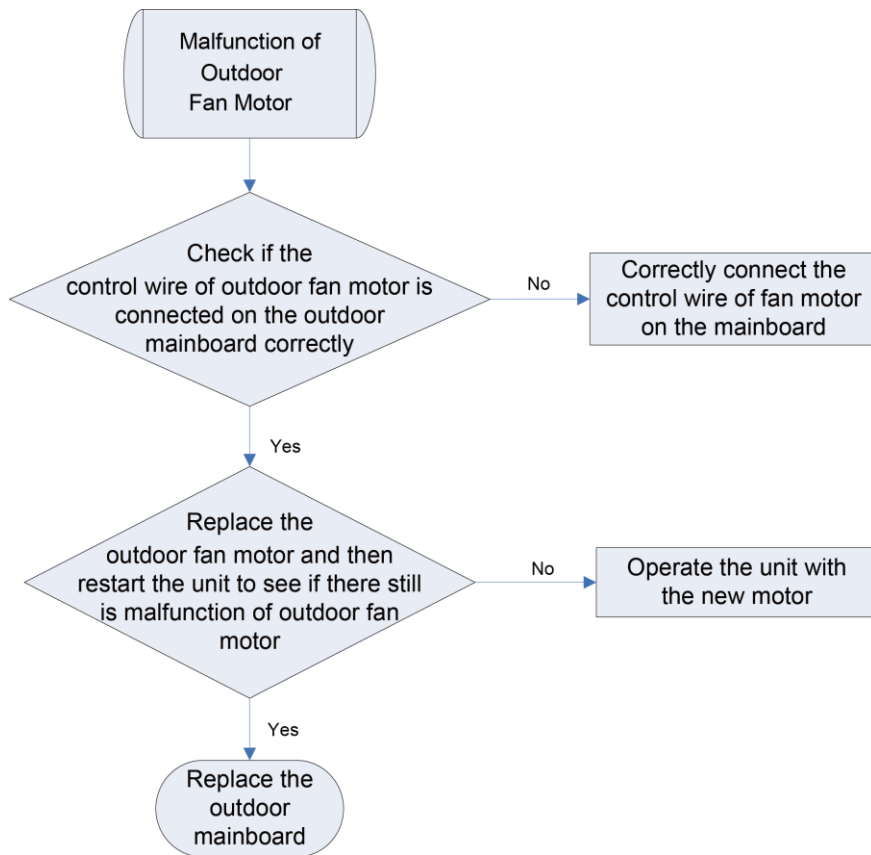 Malfunction of
Outdoor
Fan Motor
Check if the
control wire of outdoor fan motor is
connected on the outdoor
mainboard correctly
No
Correctly connect the
control wire of fan motor
on the mainboard
Yes
Replace the
outdoor fan motor and then
restart the unit to see if there still
is malfunction of outdoor fan
motor
No
Operate the unit with
the new motor
Yes
Replace the
outdoor
mainboard